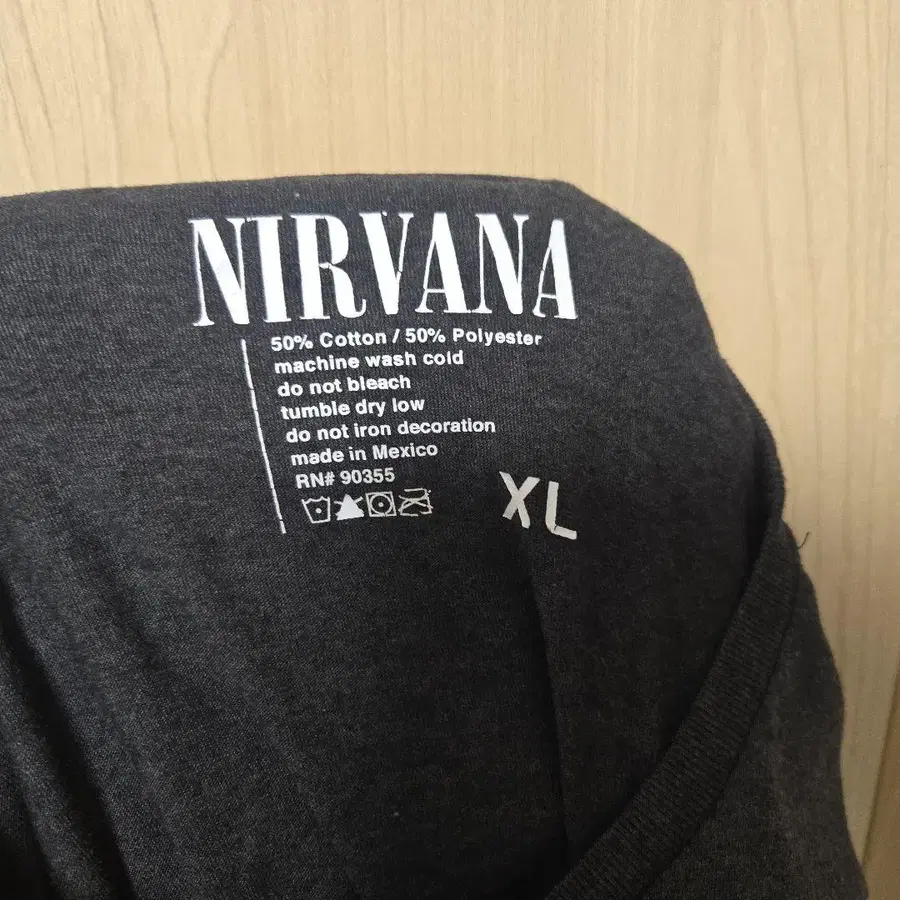 NIRVANA
50% Cotton / 50% Polyester
machine wash cold
do not bleach
tumble dry low
do not iron decoration
made in Mexico
RN# 90355
XL